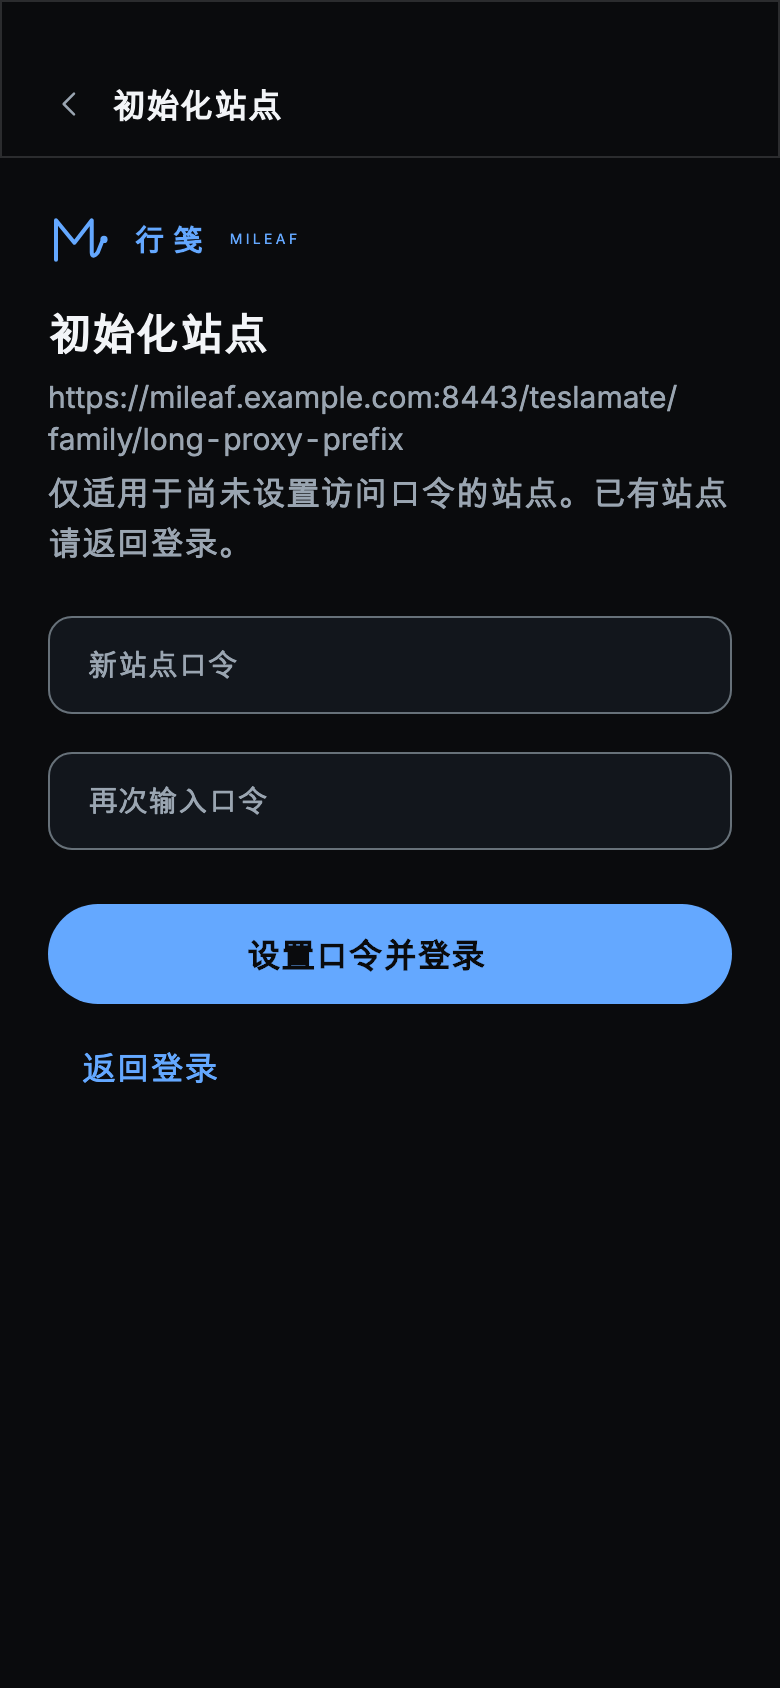 初始化站点
行笺 MILEAF
初始化站点
https://mileaf.example.com:8443/teslamate/
family/long-proxy-prefix
仅适用于尚未设置访问口令的站点。已有站点
请返回登录。
新站点口令
再次输入口令
设置口令并登录
返回登录